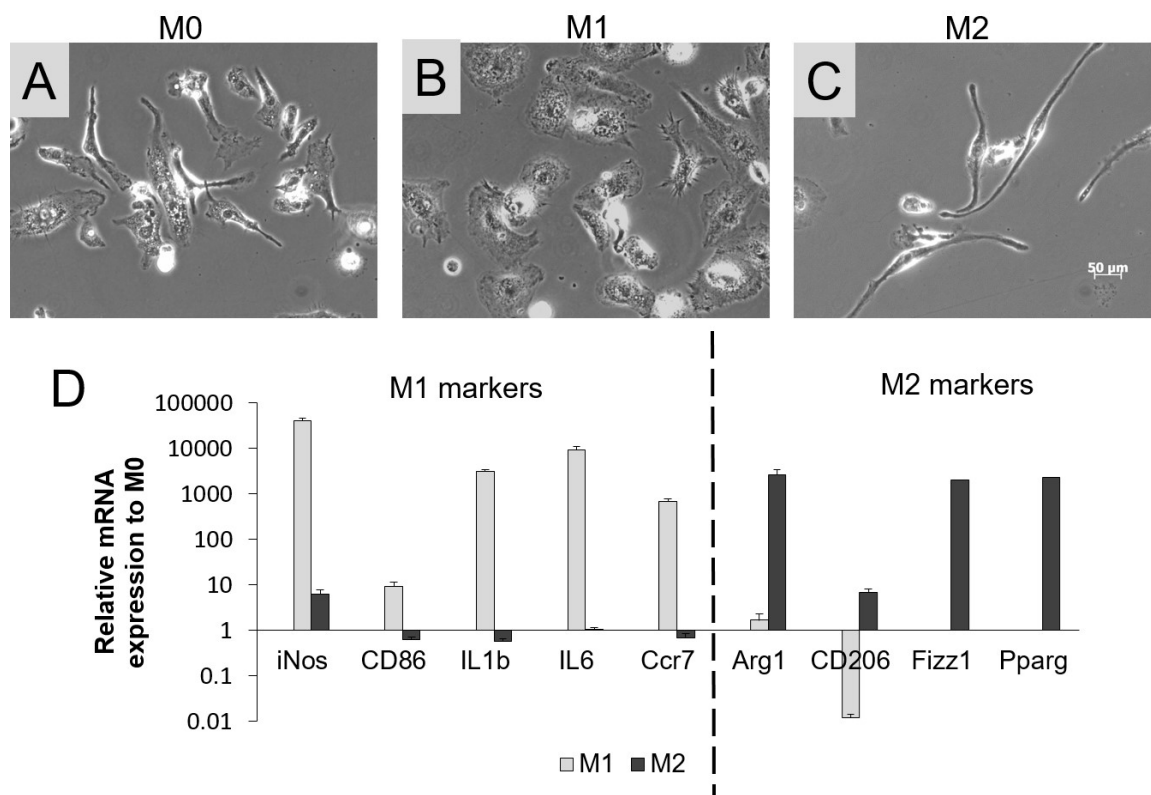 M0
M1
M2
A
B
C
50 µm
D
M1 markers
M2 markers
Relative mRNA
expression to M0
100000
10000
1000
100
10
1
0.1
0.01
iNos CD86 IL1b IL6 Ccr7 Arg1 CD206 Fizz1 Pparg
M1 M2